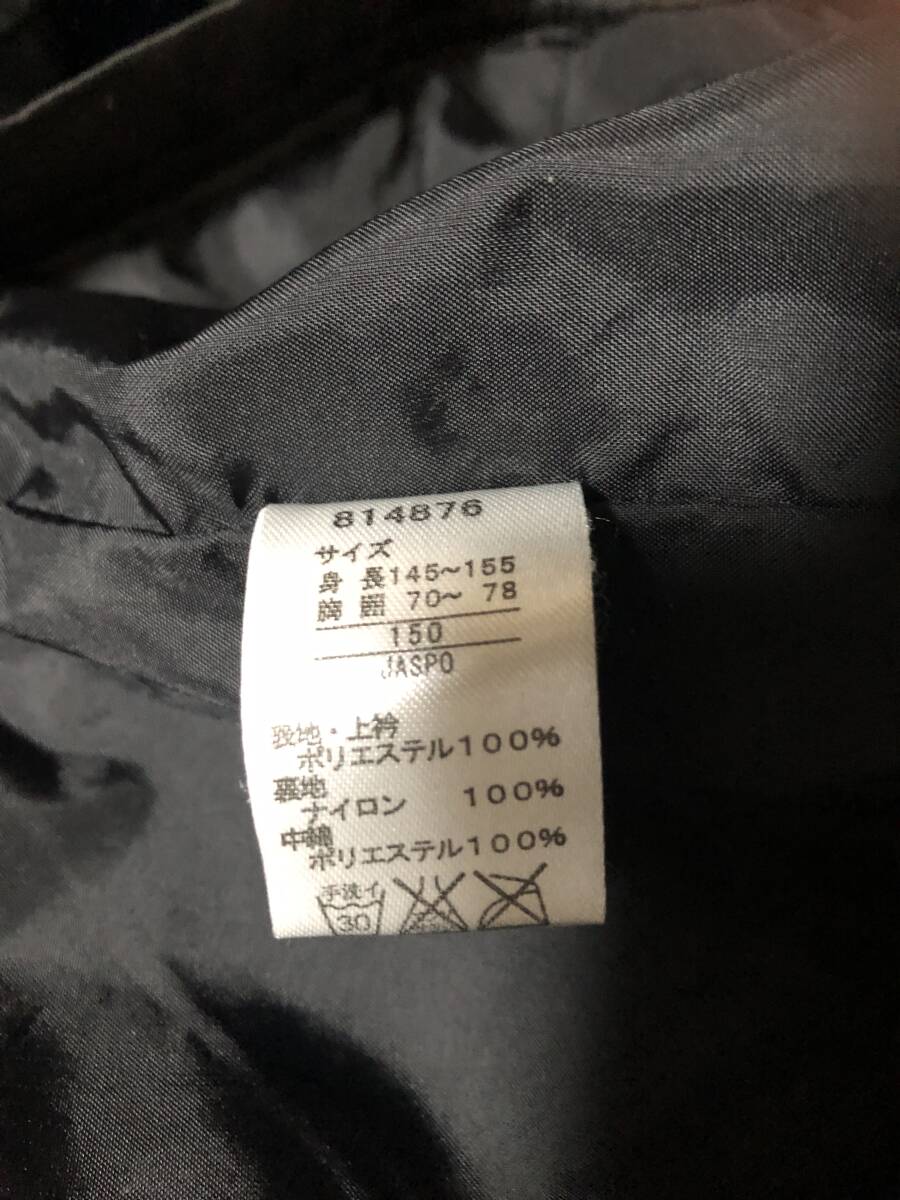 814876
サイズ
身長145～155
胸囲 70～ 78
150
JASPO
表地・上衿
ポリエステル100%
裏地
ナイロン 100%
中綿
ポリエステル100%
手洗イ
30